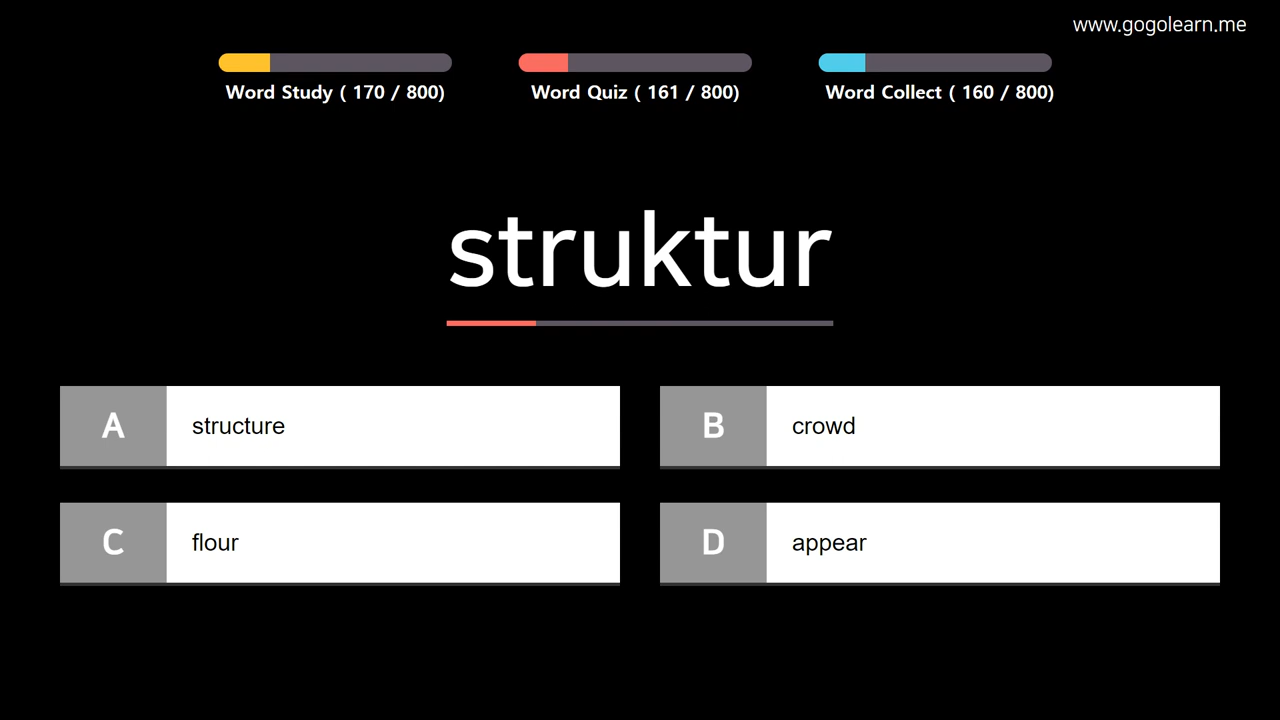 www.gogolearn.me
Word Study ( 170 / 800)
Word Quiz ( 161 / 800)
Word Collect ( 160 / 800)
struktur
A structure
B crowd
C flour
D appear